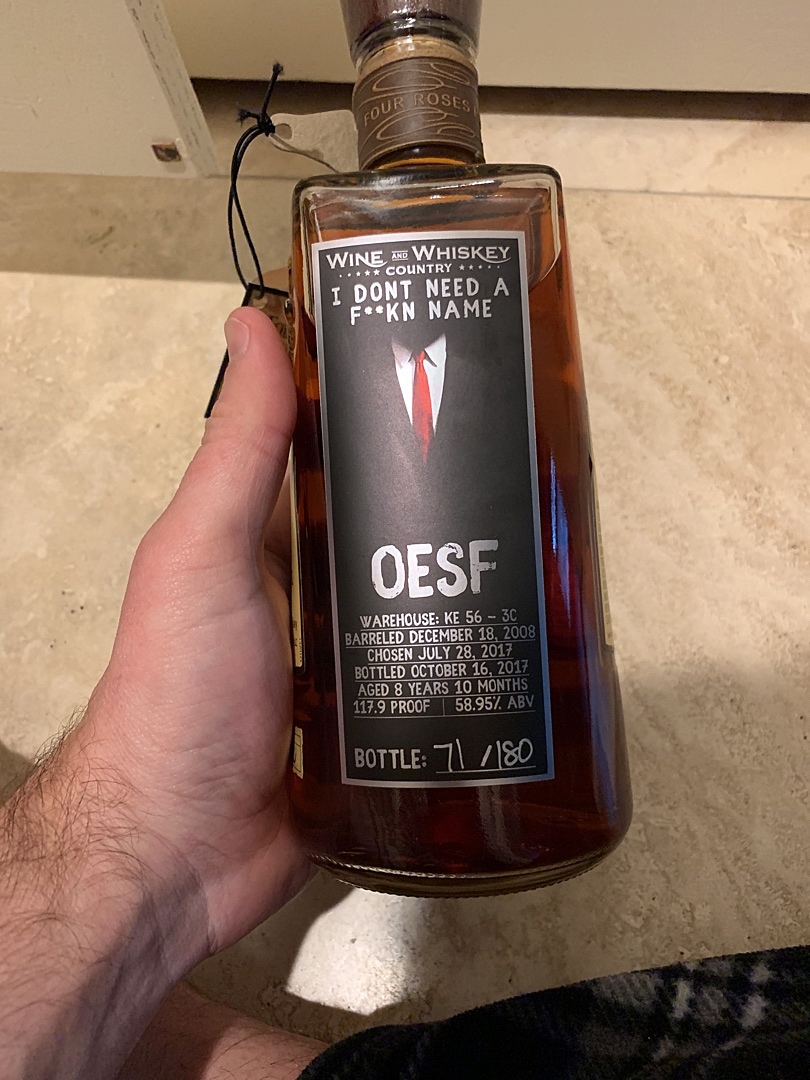 FOUR ROSES
WINE AND WHISKEY
COUNTRY
I DONT NEED A
F**KN NAME
OESF
WAREHOUSE: KE 56 - 3C
BARRELED DECEMBER 18, 2008
CHOSEN JULY 28, 2017
BOTTLED OCTOBER 16, 2017
AGED 8 YEARS 10 MONTHS
117.9 PROOF | 58.95% ABV
BOTTLE: 71 /180